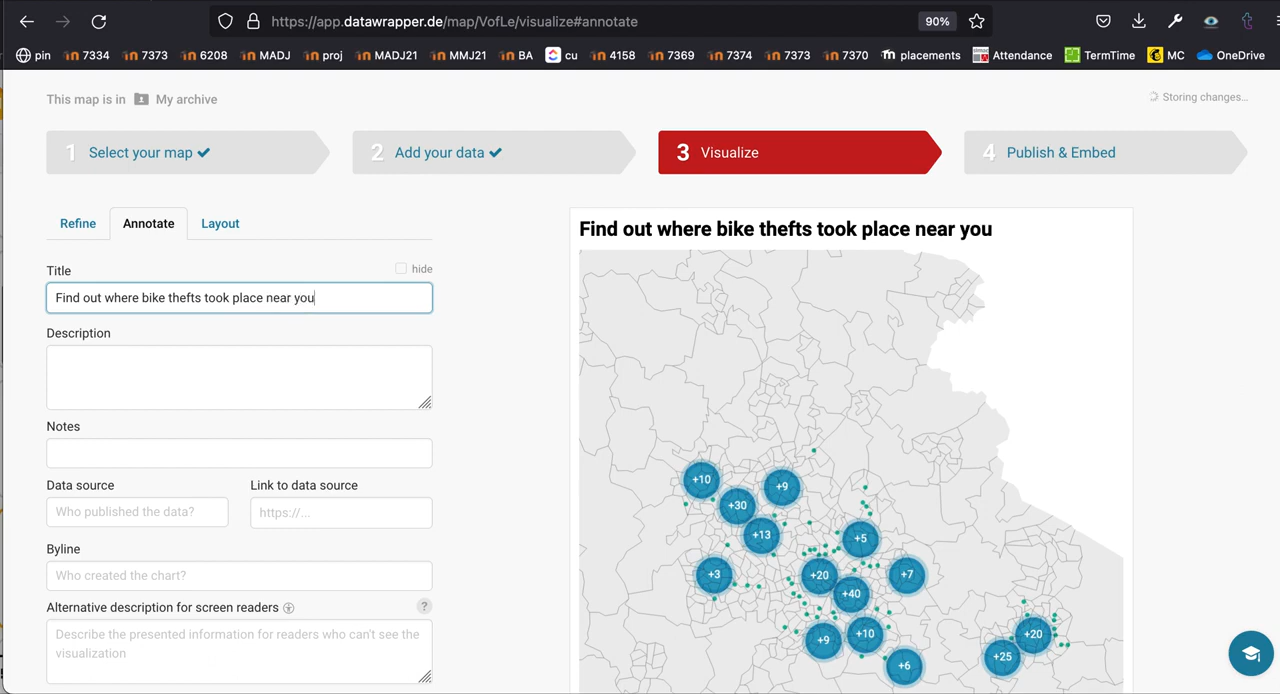 https://app.datawrapper.de/map/VofLe/visualize#annotate
90%
pin 7334 7373 6208 MADJ proj MADJ21 MMJ21 BA cu 4158 7369 7374 7373 7370 placements Attendance TermTime MC OneDrive
This map is in My archive
Storing changes...
1 Select your map
2 Add your data
3 Visualize
4 Publish & Embed
Refine
Annotate
Layout
Title
hide
Find out where bike thefts took place near you
Description
Notes
Data source
Link to data source
Who published the data?
https://...
Byline
Who created the chart?
Alternative description for screen readers
?
Describe the presented information for readers who can't see the
visualization
Find out where bike thefts took place near you
+10
+9
+30
+13
+5
+3
+20
+7
+40
+9
+10
+20
+25
+6